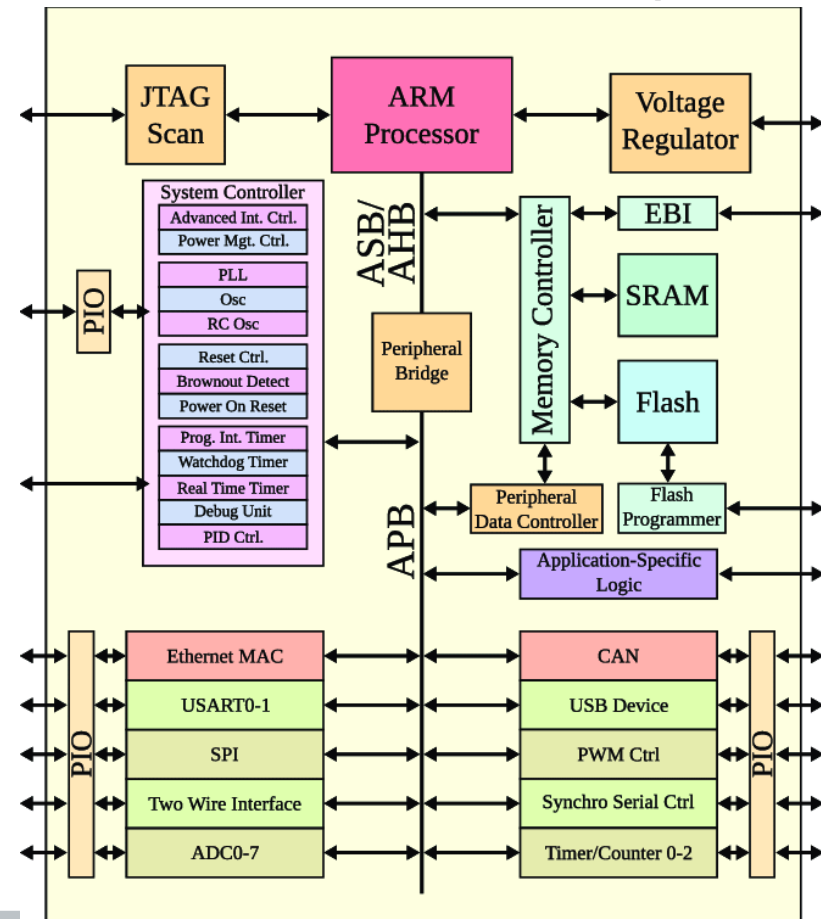 JTAG
Scan
ARM
Processor
Voltage
Regulator
System Controller
Advanced Int. Ctrl.
Power Mgt. Ctrl.
PLL
Osc
RC Osc
Reset Ctrl.
Brownout Detect
Power On Reset
Prog. Int. Timer
Watchdog Timer
Real Time Timer
Debug Unit
PID Ctrl.
PIO
ASB/
AHB
Peripheral
Bridge
APB
Memory Controller
EBI
SRAM
Flash
Peripheral
Data Controller
Flash
Programmer
Application-Specific
Logic
PIO
Ethernet MAC
USART0-1
SPI
Two Wire Interface
ADC0-7
CAN
USB Device
PWM Ctrl
Synchro Serial Ctrl
Timer/Counter 0-2
PIO